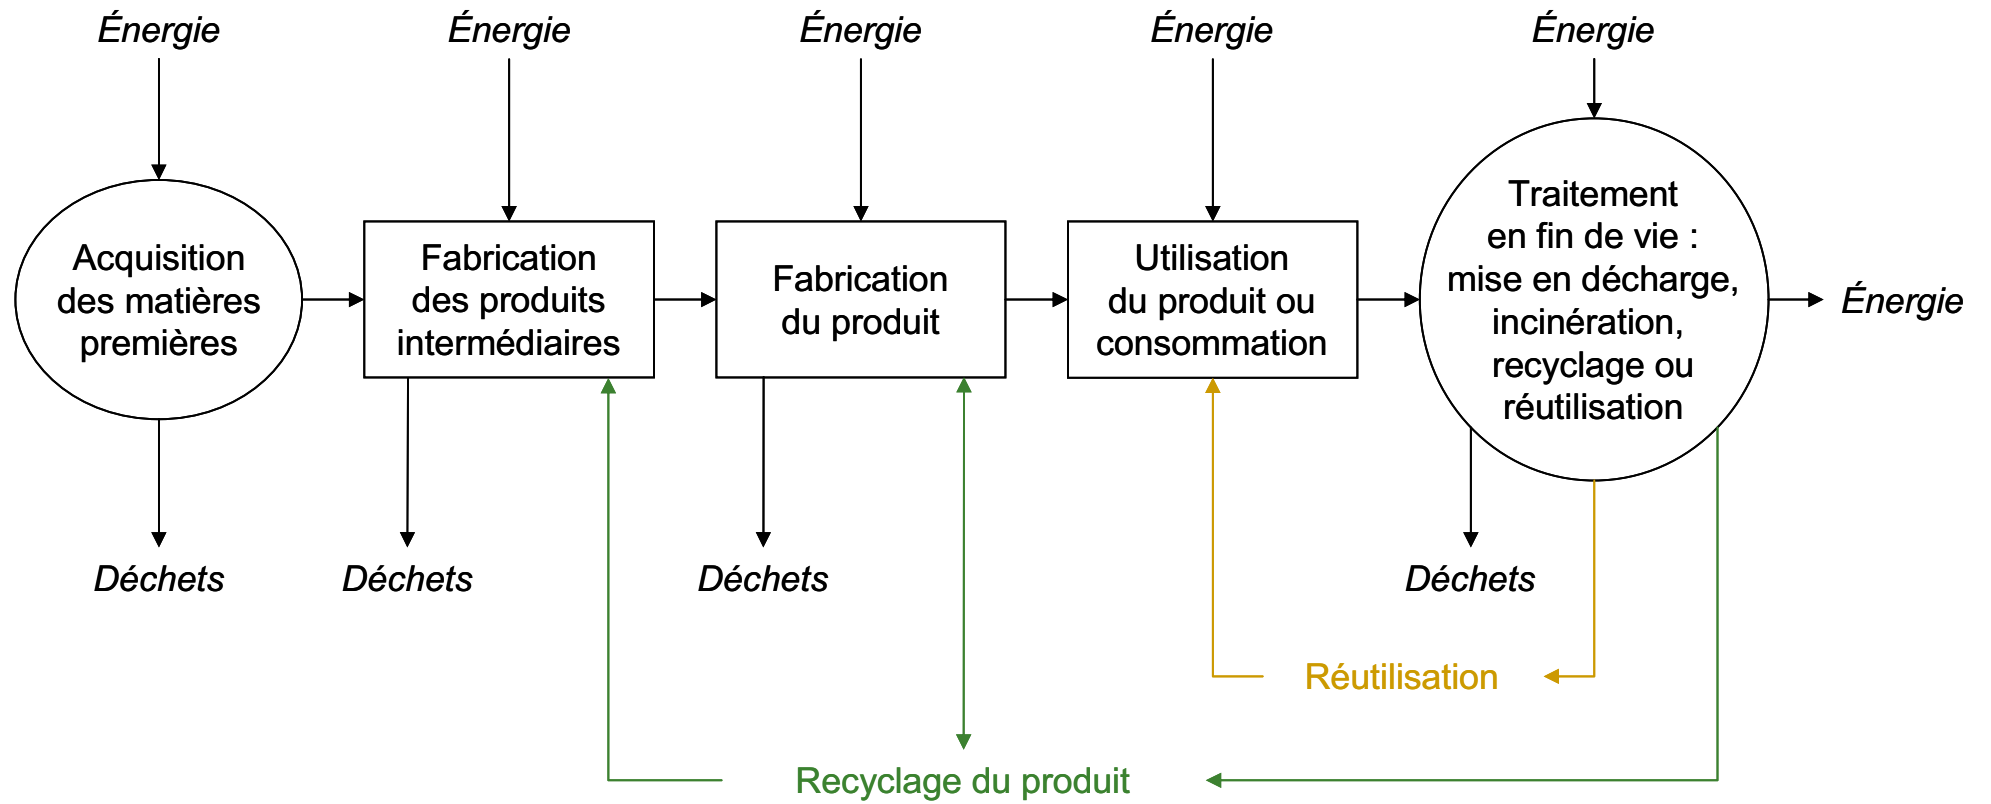 Énergie
Énergie
Énergie
Énergie
Énergie
Acquisition
des matières
premières
Fabrication
des produits
intermédiaires
Fabrication
du produit
Utilisation
du produit ou
consommation
Traitement
en fin de vie :
mise en décharge,
incinération,
recyclage ou
réutilisation
Énergie
Déchets
Déchets
Déchets
Déchets
Réutilisation
Recyclage du produit